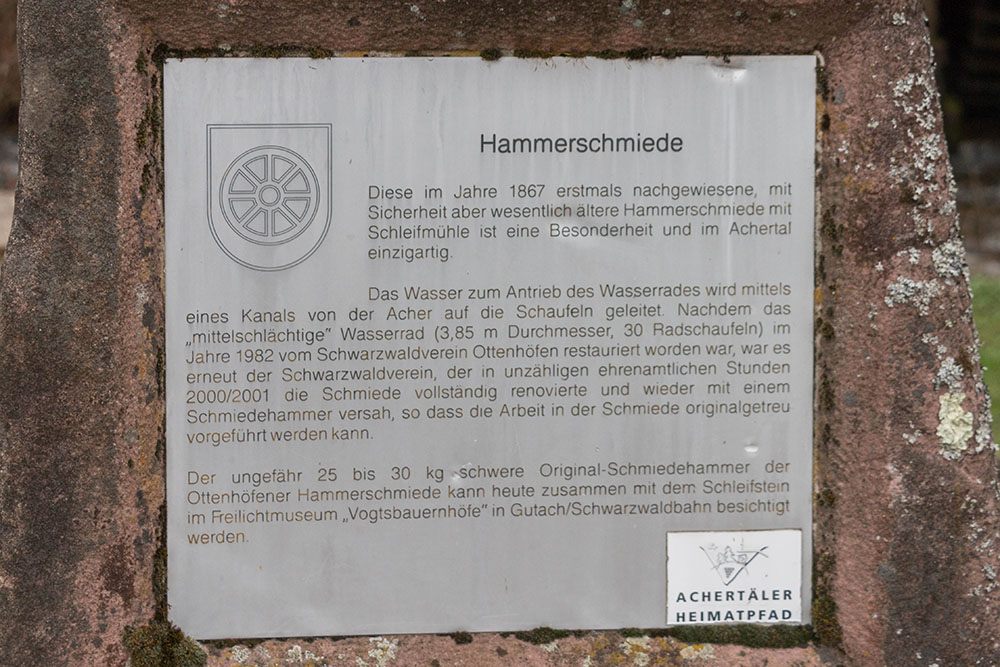 Hammerschmiede
Diese im Jahre 1867 erstmals nachgewiesene, mit
Sicherheit aber wesentlich ältere Hammerschmiede mit
Schleifmühle ist eine Besonderheit und im Achertal
einzigartig.
Das Wasser zum Antrieb des Wasserrades wird mittels
eines Kanals von der Acher auf die Schaufeln geleitet. Nachdem das
„mittelschlächtige" Wasserrad (3,85 m Durchmesser, 30 Radschaufeln) im
Jahre 1982 vom Schwarzwaldverein Ottenhöfen restauriert worden war, war es
erneut der Schwarzwaldverein, der in unzähligen ehrenamtlichen Stunden
2000/2001 die Schmiede vollständig renovierte und wieder mit einem
Schmiedehammer versah, so dass die Arbeit in der Schmiede originalgetreu
vorgeführt werden kann.
Der ungefähr 25 bis 30 kg schwere Original-Schmiedehammer der
Ottenhöfener Hammerschmiede kann heute zusammen mit dem Schleifstein
im Freilichtmuseum „Vogtsbauernhöfe" in Gutach/Schwarzwaldbahn besichtigt
werden.
ACHERTÄLER
HEIMATPFAD